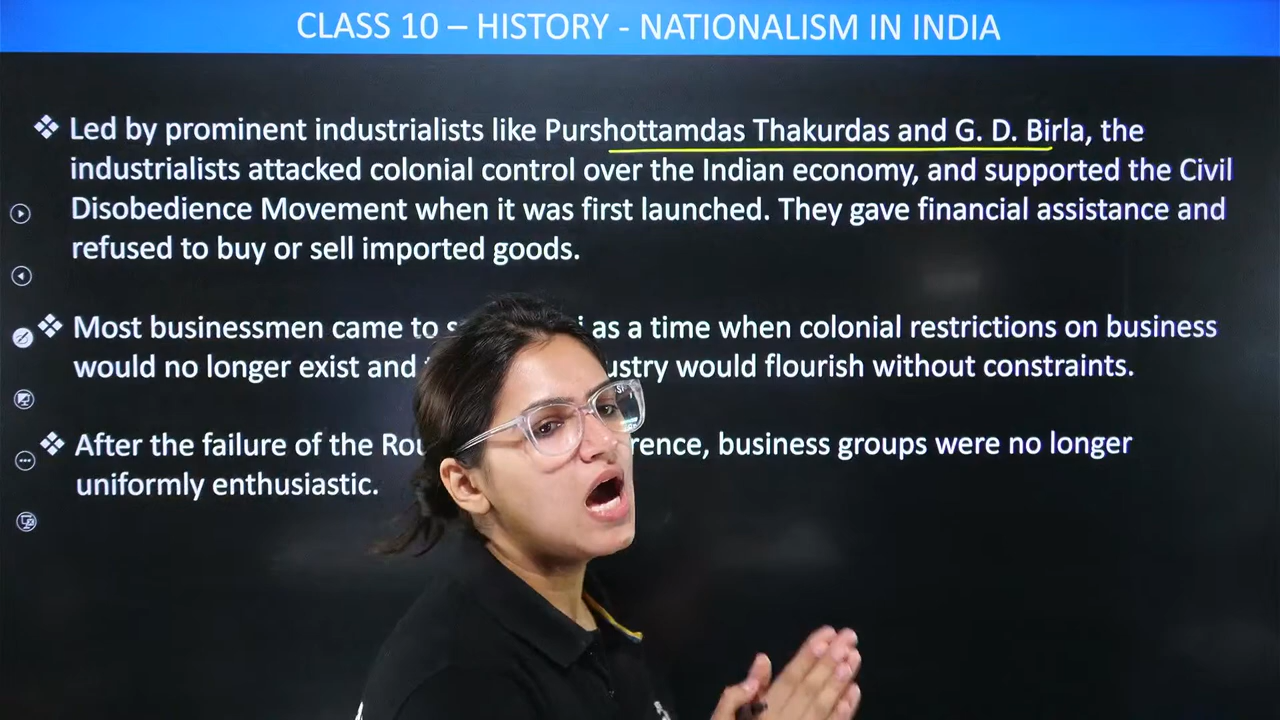 CLASS 10 – HISTORY - NATIONALISM IN INDIA
❖ Led by prominent industrialists like Purshottamdas Thakurdas and G. D. Birla, the
industrialists attacked colonial control over the Indian economy, and supported the Civil
Disobedience Movement when it was first launched. They gave financial assistance and
refused to buy or sell imported goods.
❖ Most businessmen came to as a time when colonial restrictions on business
would no longer exist and would flourish without constraints.
❖ After the failure of the business groups were no longer
uniformly enthusiastic.